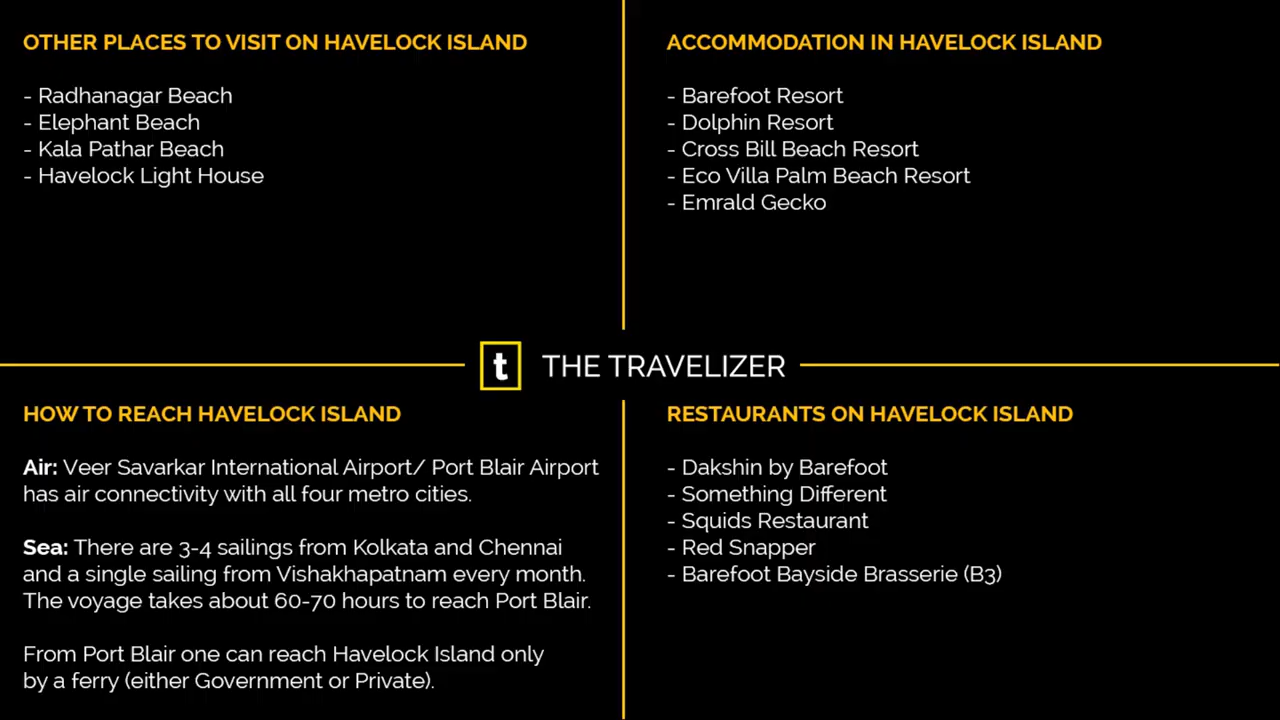 OTHER PLACES TO VISIT ON HAVELOCK ISLAND
- Radhanagar Beach
- Elephant Beach
- Kala Pathar Beach
- Havelock Light House
ACCOMMODATION IN HAVELOCK ISLAND
- Barefoot Resort
- Dolphin Resort
- Cross Bill Beach Resort
- Eco Villa Palm Beach Resort
- Emrald Gecko
t THE TRAVELIZER
HOW TO REACH HAVELOCK ISLAND
Air: Veer Savarkar International Airport/ Port Blair Airport
has air connectivity with all four metro cities.
Sea: There are 3-4 sailings from Kolkata and Chennai
and a single sailing from Vishakhapatnam every month.
The voyage takes about 60-70 hours to reach Port Blair.
From Port Blair one can reach Havelock Island only
by a ferry (either Government or Private).
RESTAURANTS ON HAVELOCK ISLAND
- Dakshin by Barefoot
- Something Different
- Squids Restaurant
- Red Snapper
- Barefoot Bayside Brasserie (B3)